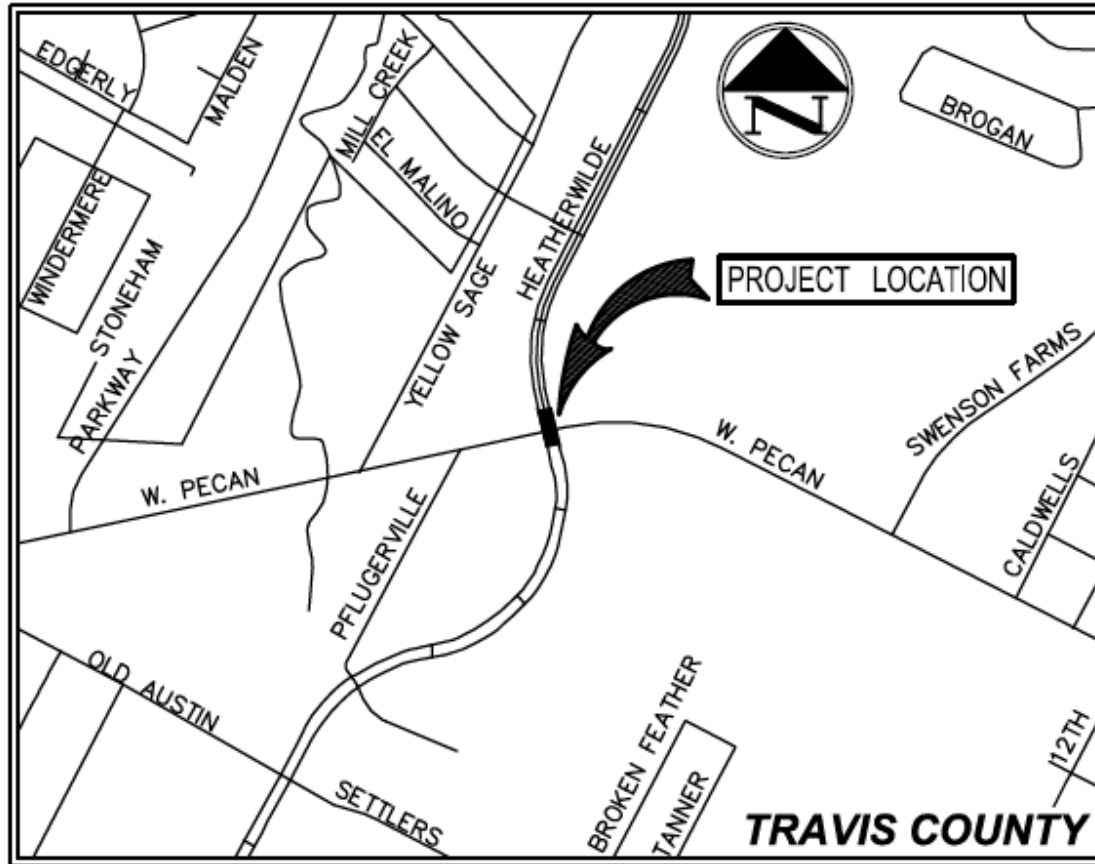 EDGERLY
MALDEN
MILL CREEK
EL MALINO
HEATHERWILDE
N
BROGAN
WINDERMERE
STONEHAM
PARKWAY
YELLOW SAGE
PROJECT LOCATION
SWENSON FARMS
W. PECAN
W. PECAN
CALDWELLS
PFLUGERVILLE
OLD AUSTIN
SETTLERS
BROKEN FEATHER
TANNER
12TH
TRAVIS COUNTY